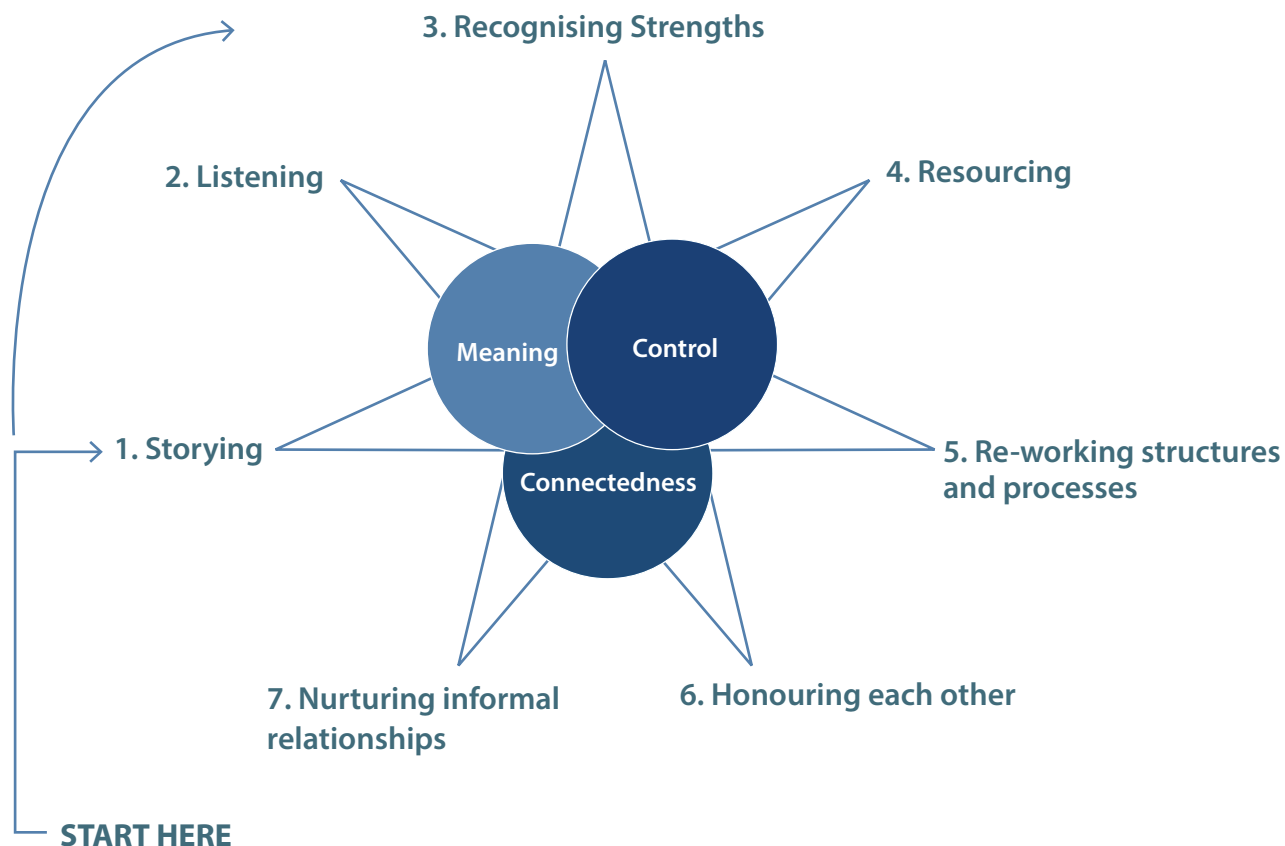 3. Recognising Strengths
2. Listening
4. Resourcing
Meaning
Control
1. Storying
5. Re-working structures
and processes
Connectedness
7. Nurturing informal
relationships
6. Honouring each other
START HERE